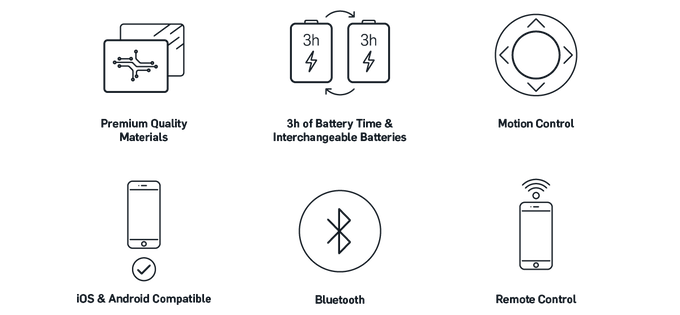 3h
3h
Premium Quality
Materials
3h of Battery Time &
Interchangeable Batteries
Motion Control
iOS & Android Compatible
Bluetooth
Remote Control